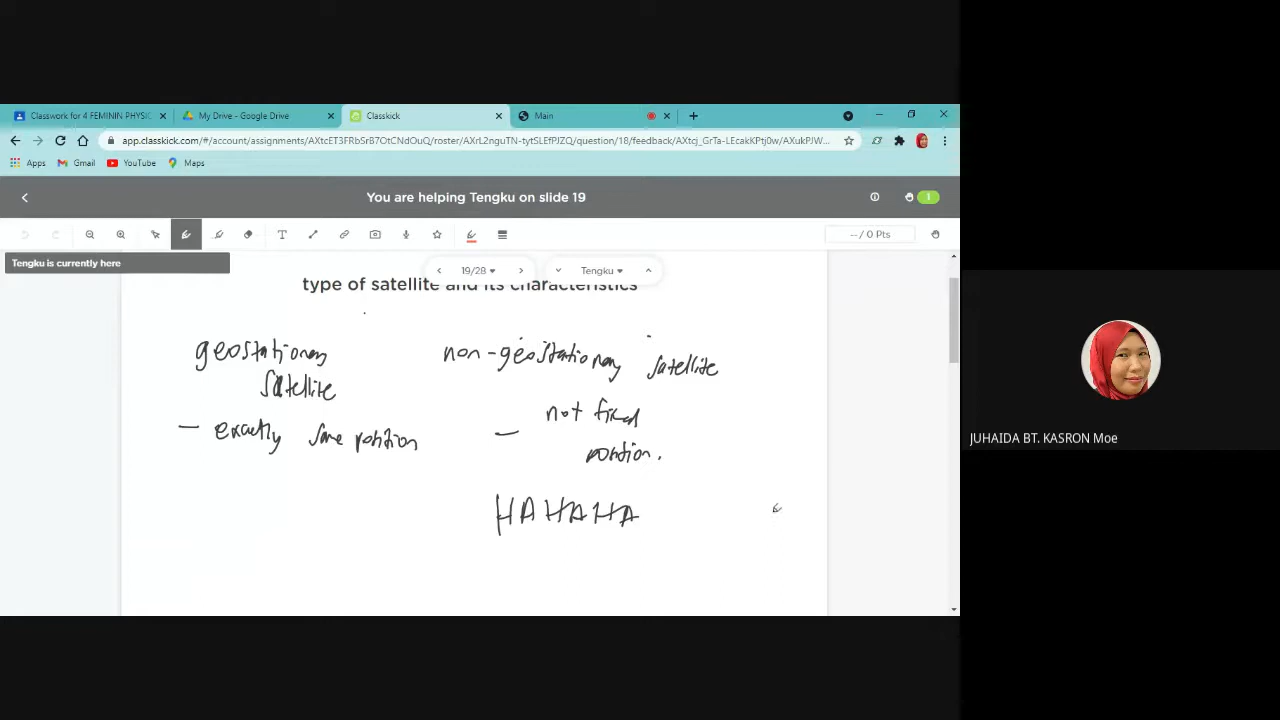 Classwork for 4 FEMININ PHYSIC
My Drive - Google Drive
Classkick
Main
app.classkick.com/#/account/assignments/AXtcET3FRbSrB7OtCNdOuQ/roster/AXrL2nguTN-tytSLEfPJZQ/question/18/feedback/AXtcj_GrTa-LEcakKPtj0w/AXukPJW...
Apps Gmail YouTube Maps
You are helping Tengku on slide 19
1
-- / 0 Pts
Tengku is currently here
19/28
Tengku
type of satellite and its characteristics
geostationary non-geostationary satellite
satellite
- exactly same position
- not fixed
position.
HAHAHA
JUHAIDA BT. KASRON Moe